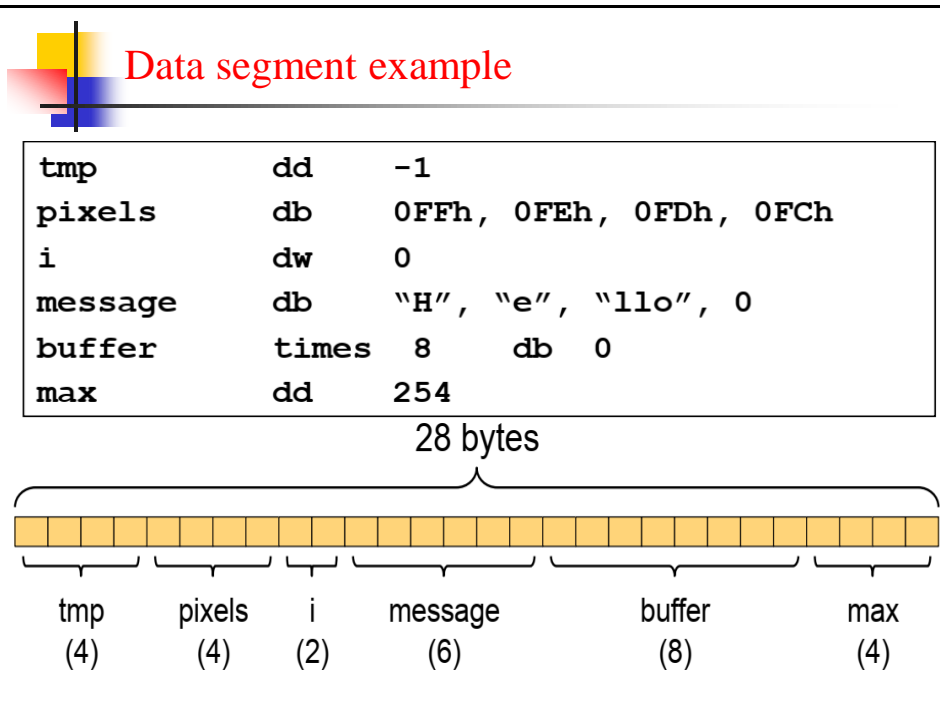 Data segment example
tmp dd -1
pixels db 0FFh, 0FEh, 0FDh, 0FCh
i dw 0
message db “H”, “e”, “llo”, 0
buffer times 8 db 0
max dd 254
28 bytes
tmp pixels i message buffer max
(4) (4) (2) (6) (8) (4)